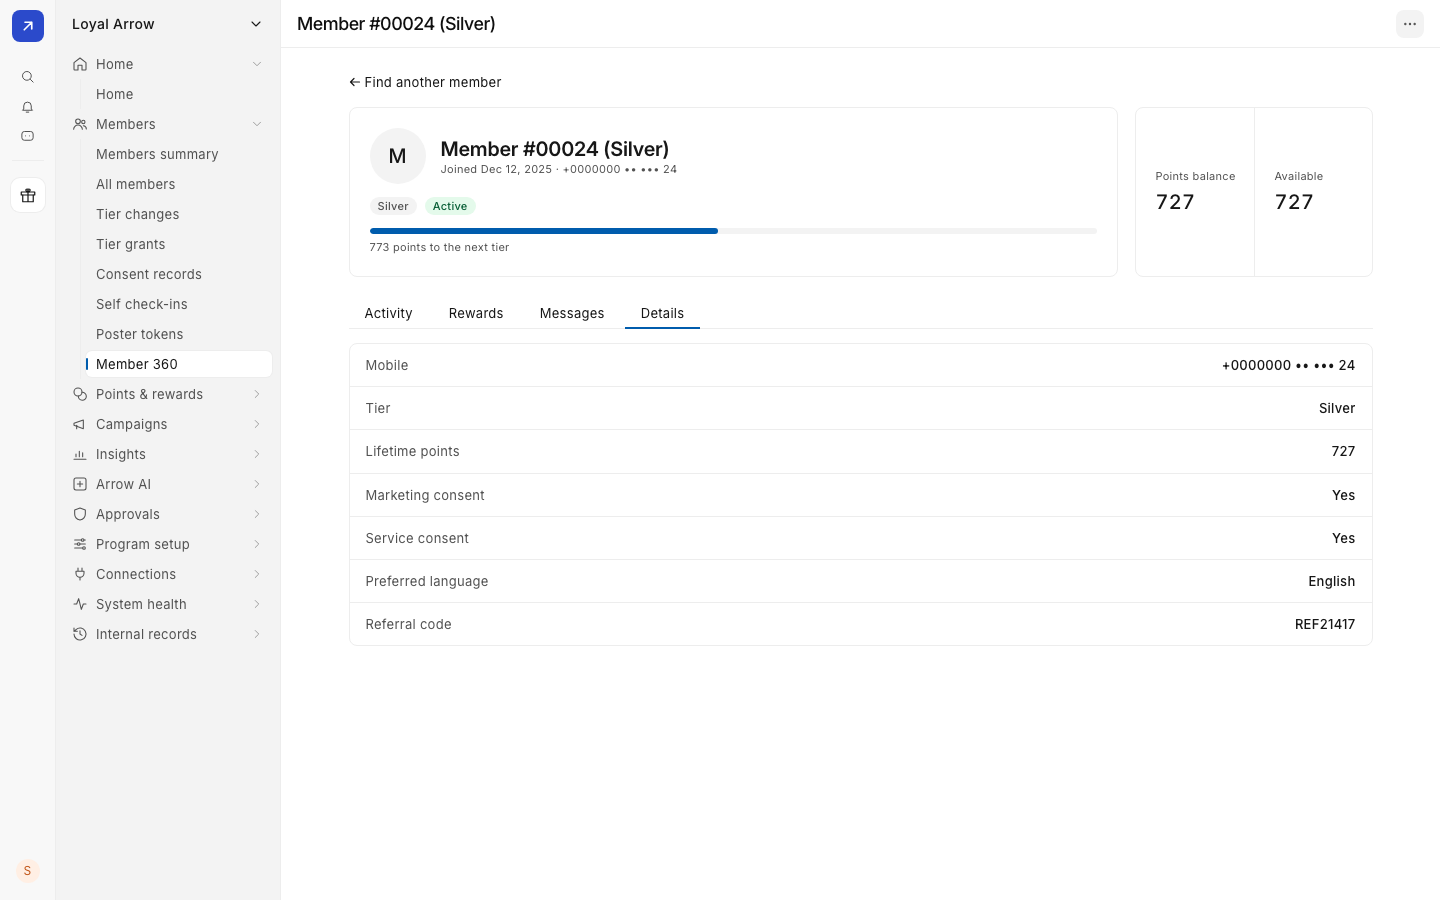 Loyal Arrow
Home
Home
Members
Members summary
All members
Tier changes
Tier grants
Consent records
Self check-ins
Poster tokens
Member 360
Points & rewards
Campaigns
Insights
Arrow AI
Approvals
Program setup
Connections
System health
Internal records
S
Member #00024 (Silver)
← Find another member
M
Member #00024 (Silver)
Joined Dec 12, 2025 · +0000000 •• ••• 24
Silver Active
773 points to the next tier
Points balance
727
Available
727
Activity Rewards Messages Details
Mobile +0000000 •• ••• 24
Tier Silver
Lifetime points 727
Marketing consent Yes
Service consent Yes
Preferred language English
Referral code REF21417